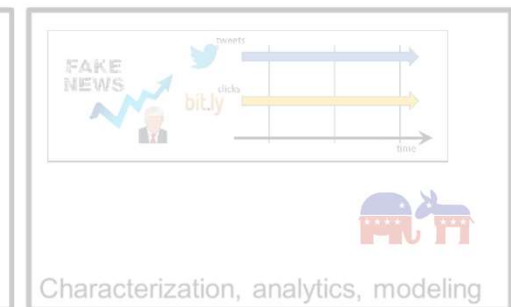 tweets
FAKE
NEWS
clicks
bit.ly
time
Characterization, analytics, modeling